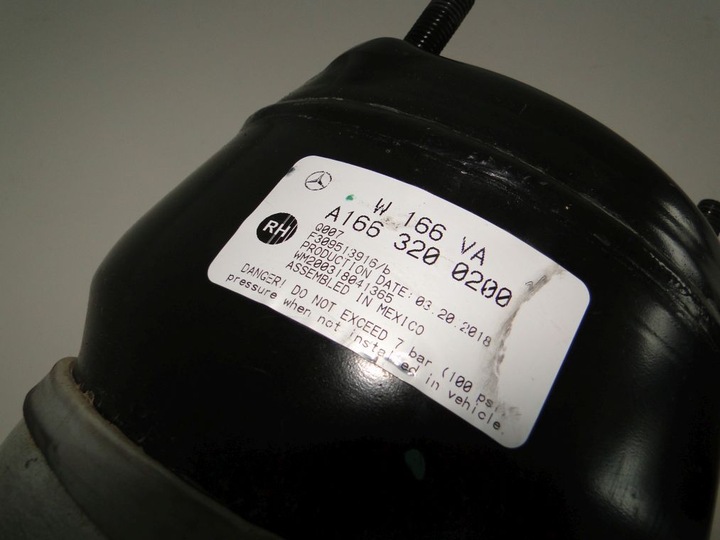 W 166 VA
A166 320 0200
RH
Q007
F309513916/b
PRODUCTION DATE: 03.20.2018
WM200318041365
ASSEMBLED IN MEXICO
DANGER! DO NOT EXCEED 7 bar (100 psi)
pressure when not installed in vehicle.